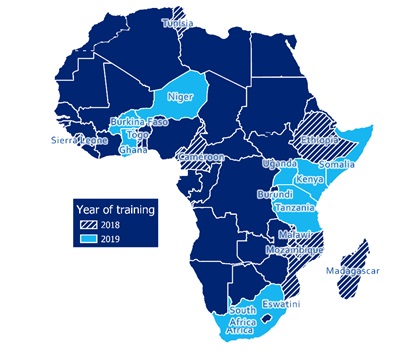 Tunisia
Niger
Burkina Faso
Togo
Ghana
Sierra Leone
Cameroon
Ethiopia
Somalia
Uganda
Kenya
Burundi
Tanzania
Malawi
Mozambique
Madagascar
Eswatini
South
Africa
Africa
Year of training
2018
2019